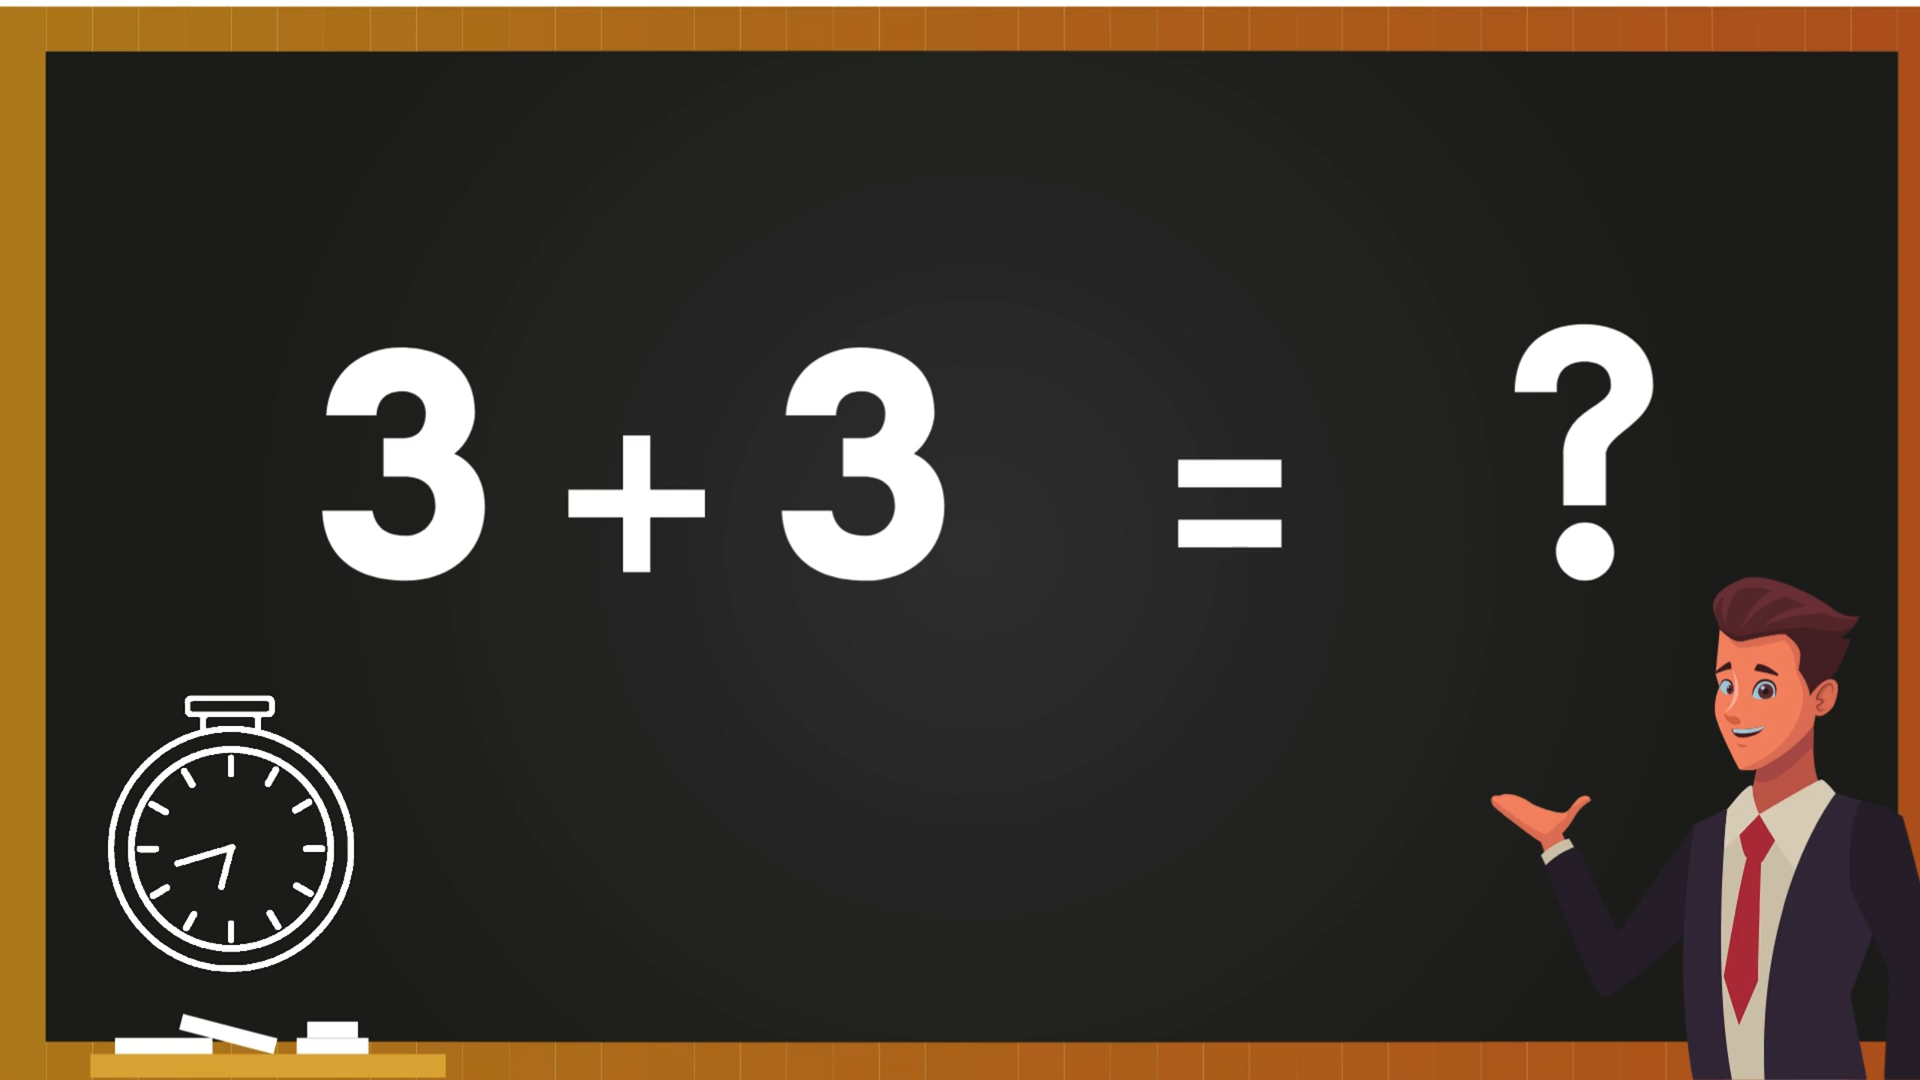 3 + 3 = ?